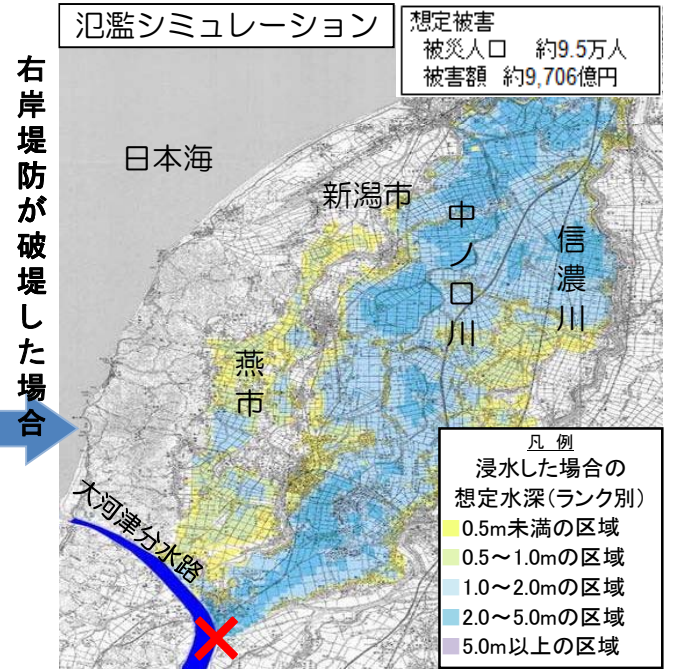 氾濫シミュレーション
想定被害
被災人口 約9.5万人
被害額 約9,706億円
右岸堤防が破堤した場合
日本海
新潟市
中ノ口川
信濃川
燕市
大河津分水路
凡 例
浸水した場合の
想定水深(ランク別)
0.5m未満の区域
0.5～1.0mの区域
1.0～2.0mの区域
2.0～5.0mの区域
5.0m以上の区域